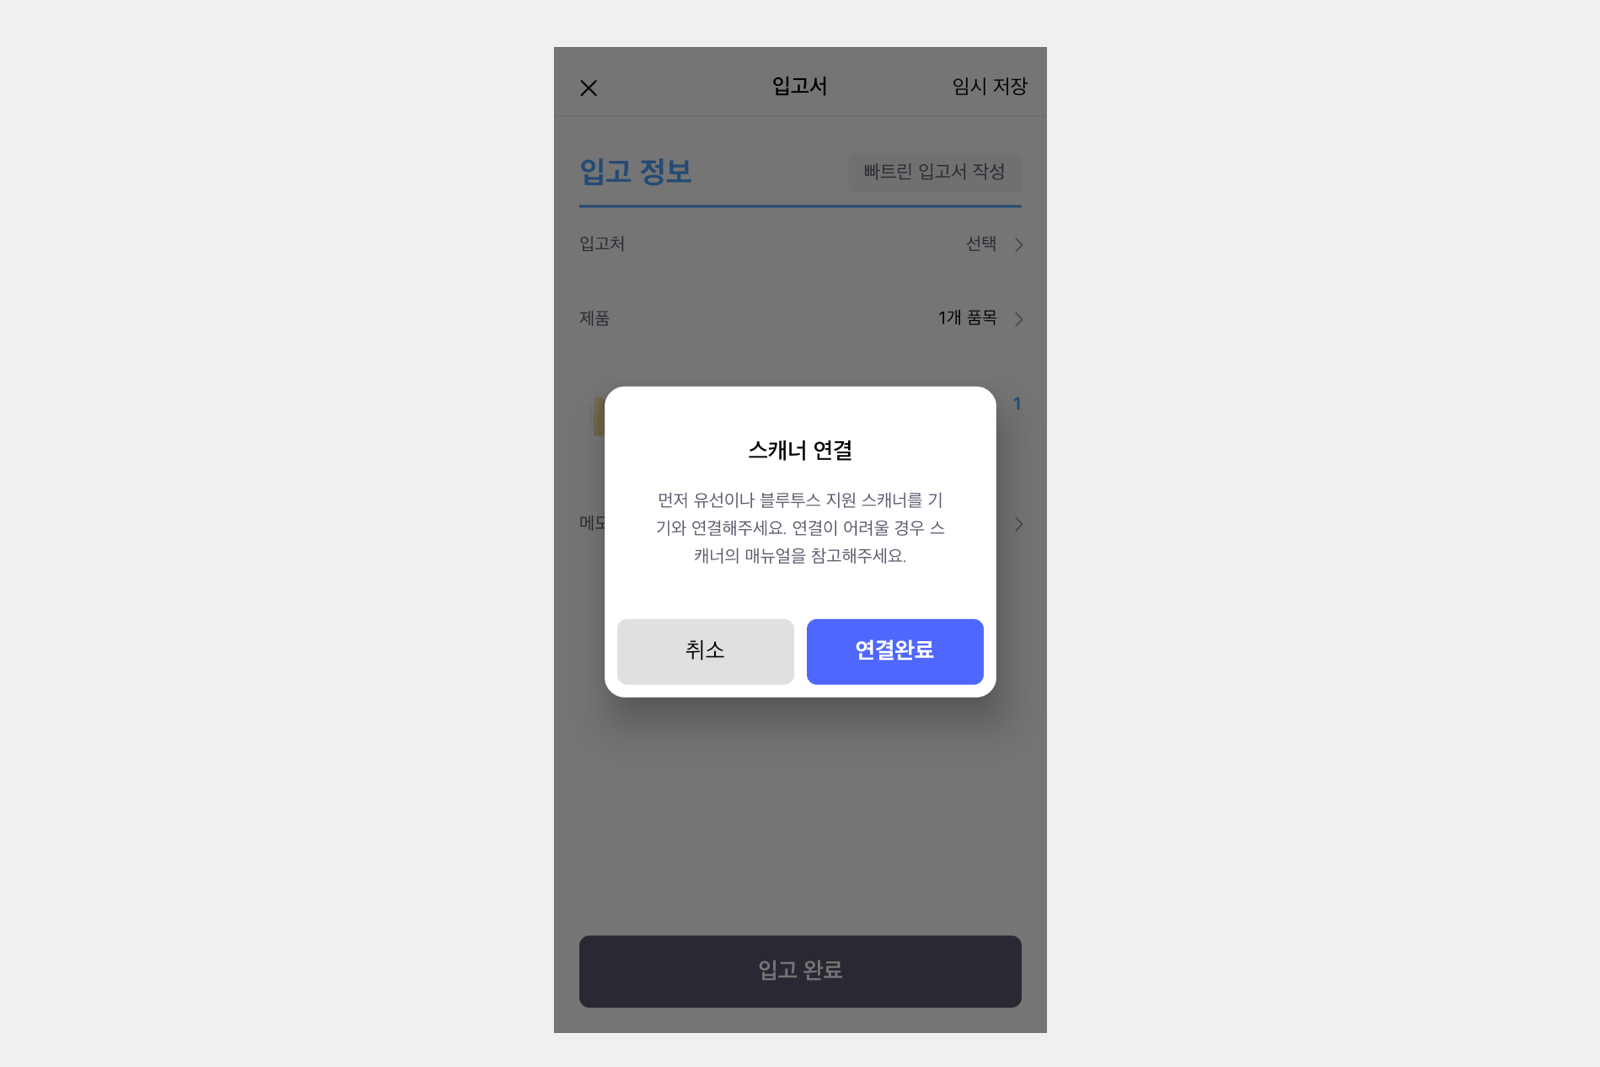 입고서
임시 저장
입고 정보
빠트린 입고서 작성
입고처
선택
제품
1개 품목
1
스캐너 연결
먼저 유선이나 블루투스 지원 스캐너를 기
기와 연결해주세요. 연결이 어려울 경우 스
캐너의 매뉴얼을 참고해주세요.
취소
연결완료
입고 완료